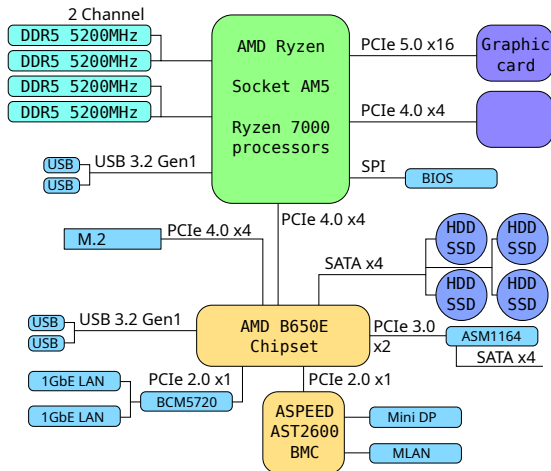 2 Channel
DDR5 5200MHz
DDR5 5200MHz
DDR5 5200MHz
DDR5 5200MHz
AMD Ryzen
Socket AM5
Ryzen 7000
processors
PCIe 5.0 x16
Graphic
card
PCIe 4.0 x4
USB
USB
USB 3.2 Gen1
SPI
BIOS
PCIe 4.0 x4
M.2
PCIe 4.0 x4
SATA x4
HDD
SSD
HDD
SSD
HDD
SSD
HDD
SSD
USB
USB
USB 3.2 Gen1
AMD B650E
Chipset
PCIe 3.0
x2
ASM1164
SATA x4
1GbE LAN
1GbE LAN
PCIe 2.0 x1
BCM5720
PCIe 2.0 x1
ASPEED
AST2600
BMC
Mini DP
MLAN